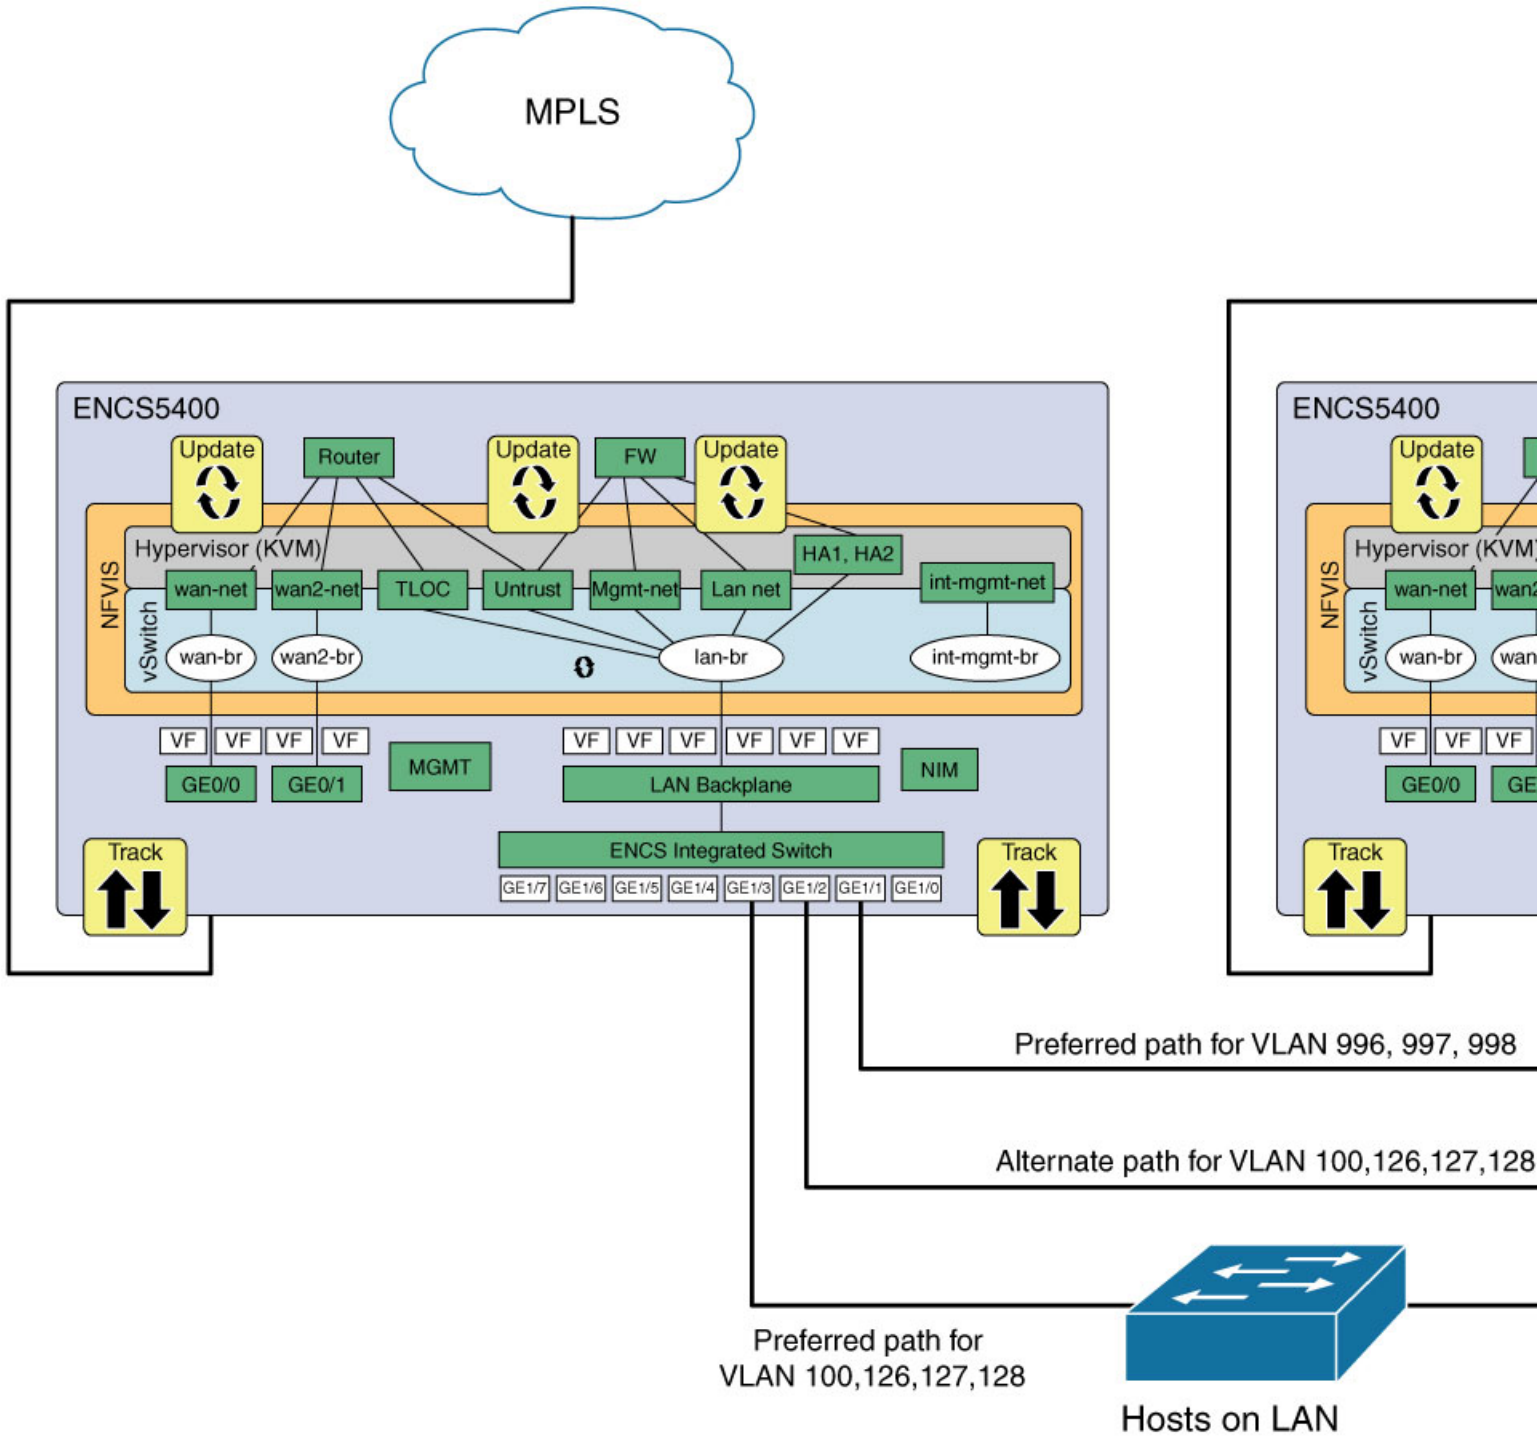 MPLS
ENCS5400
Update
Router
Update
FW
Update
NFVIS
Hypervisor (KVM)
HA1, HA2
wan-net
wan2-net
TLOC
Untrust
Mgmt-net
Lan net
int-mgmt-net
vSwitch
wan-br
wan2-br
lan-br
int-mgmt-br
VF
VF
VF
VF
VF
VF
VF
VF
VF
VF
GE0/0
GE0/1
MGMT
LAN Backplane
NIM
Track
ENCS Integrated Switch
Track
GE1/7
GE1/6
GE1/5
GE1/4
GE1/3
GE1/2
GE1/1
GE1/0
ENCS5400
Update
NFVIS
Hypervisor (KVM)
wan-net
wan2
vSwitch
wan-br
wan
VF
VF
VF
GE0/0
GE
Track
Preferred path for VLAN 996, 997, 998
Alternate path for VLAN 100,126,127,128
Preferred path for
VLAN 100,126,127,128
Hosts on LAN